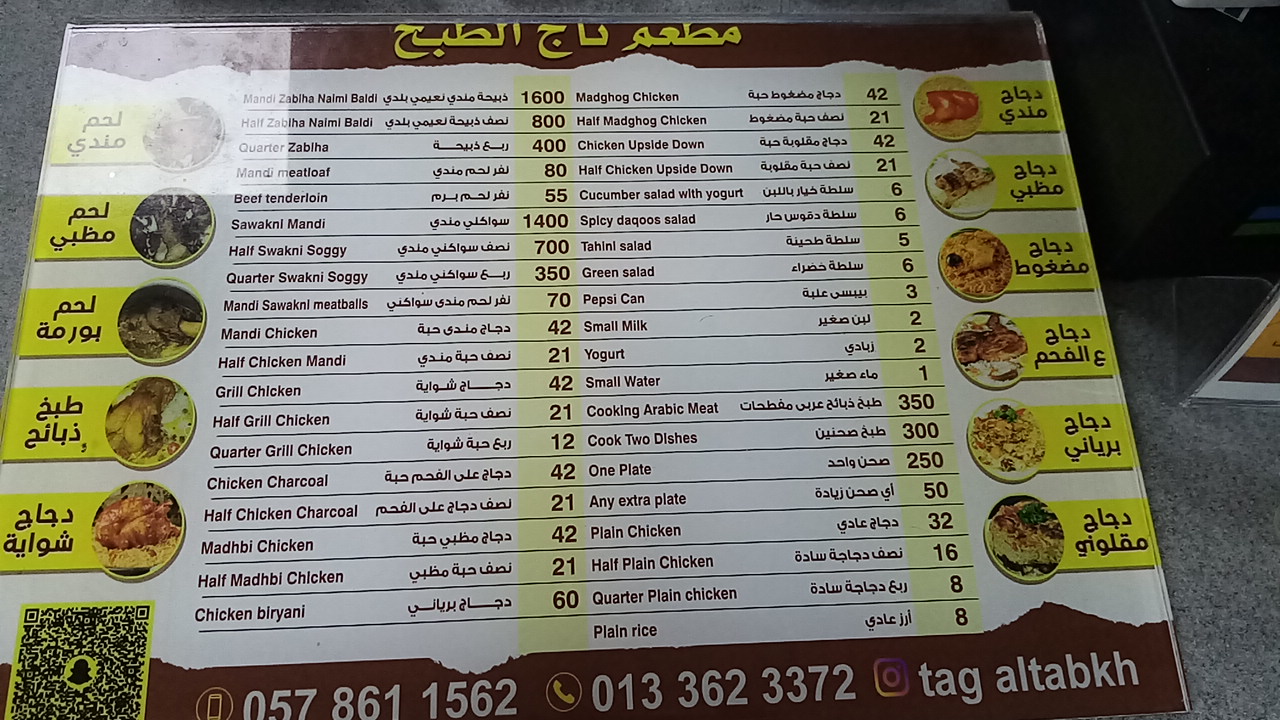 مطعم تاج الطبخ
لحم
مندي
لحم
مظبي
لحم
بورمة
طبخ
ذبائح
دجاج
شواية
Mandi Zabiha Naimi Baldi ذبيحة مندي نعيمي بلدي 1600
Half Zabiha Naimi Baldi نصف ذبيحة نعيمي بلدي 800
Quarter Zabiha ربع ذبيحة 400
Mandi meatloaf نفر لحم مندي 80
Beef tenderloin نفر لحم برم 55
Sawakni Mandi سواكني مندي 1400
Half Swakni Soggy نصف سواكني مندي 700
Quarter Swakni Soggy ربع سواكني مندي 350
Mandi Sawakni meatballs نفر لحم مندي سواكني 70
Mandi Chicken دجاج مندي حبة 42
Half Chicken Mandi نصف حبة مندي 21
Grill Chicken دجاج شواية 42
Half Grill Chicken نصف حبة شواية 21
Quarter Grill Chicken ربع حبة شواية 12
Chicken Charcoal دجاج على الفحم حبة 42
Half Chicken Charcoal نصف دجاج على الفحم 21
Madhbi Chicken دجاج مظبي حبة 42
Half Madhbi Chicken نصف حبة مظبي 21
Chicken biryani دجاج برياني 60
Madghog Chicken دجاج مضغوط حبة 42
Half Madghog Chicken نصف حبة مضغوط 21
Chicken Upside Down دجاج مقلوبة حبة 42
Half Chicken Upside Down نصف حبة مقلوبة 21
Cucumber salad with yogurt سلطة خيار باللبن 6
Spicy daqoos salad سلطة دقوس حار 6
Tahini salad سلطة طحينة 5
Green salad سلطة خضراء 6
Pepsi Can بيبسي علبة 3
Small Milk لبن صغير 2
Yogurt زبادي 2
Small Water ماء صغير 1
Cooking Arabic Meat طبخ ذبائح عربي مفطحات 350
Cook Two Dishes طبخ صحنين 300
One Plate صحن واحد 250
Any extra plate أي صحن زيادة 50
Plain Chicken دجاج عادي 32
Half Plain Chicken نصف دجاجة سادة 16
Quarter Plain chicken ربع دجاجة سادة 8
Plain rice أرز عادي 8
دجاج
مندي
دجاج
مظبي
دجاج
مضغوط
دجاج
ع الفحم
دجاج
برياني
دجاج
مقلوبي
057 861 1562 013 362 3372 tag altabkh